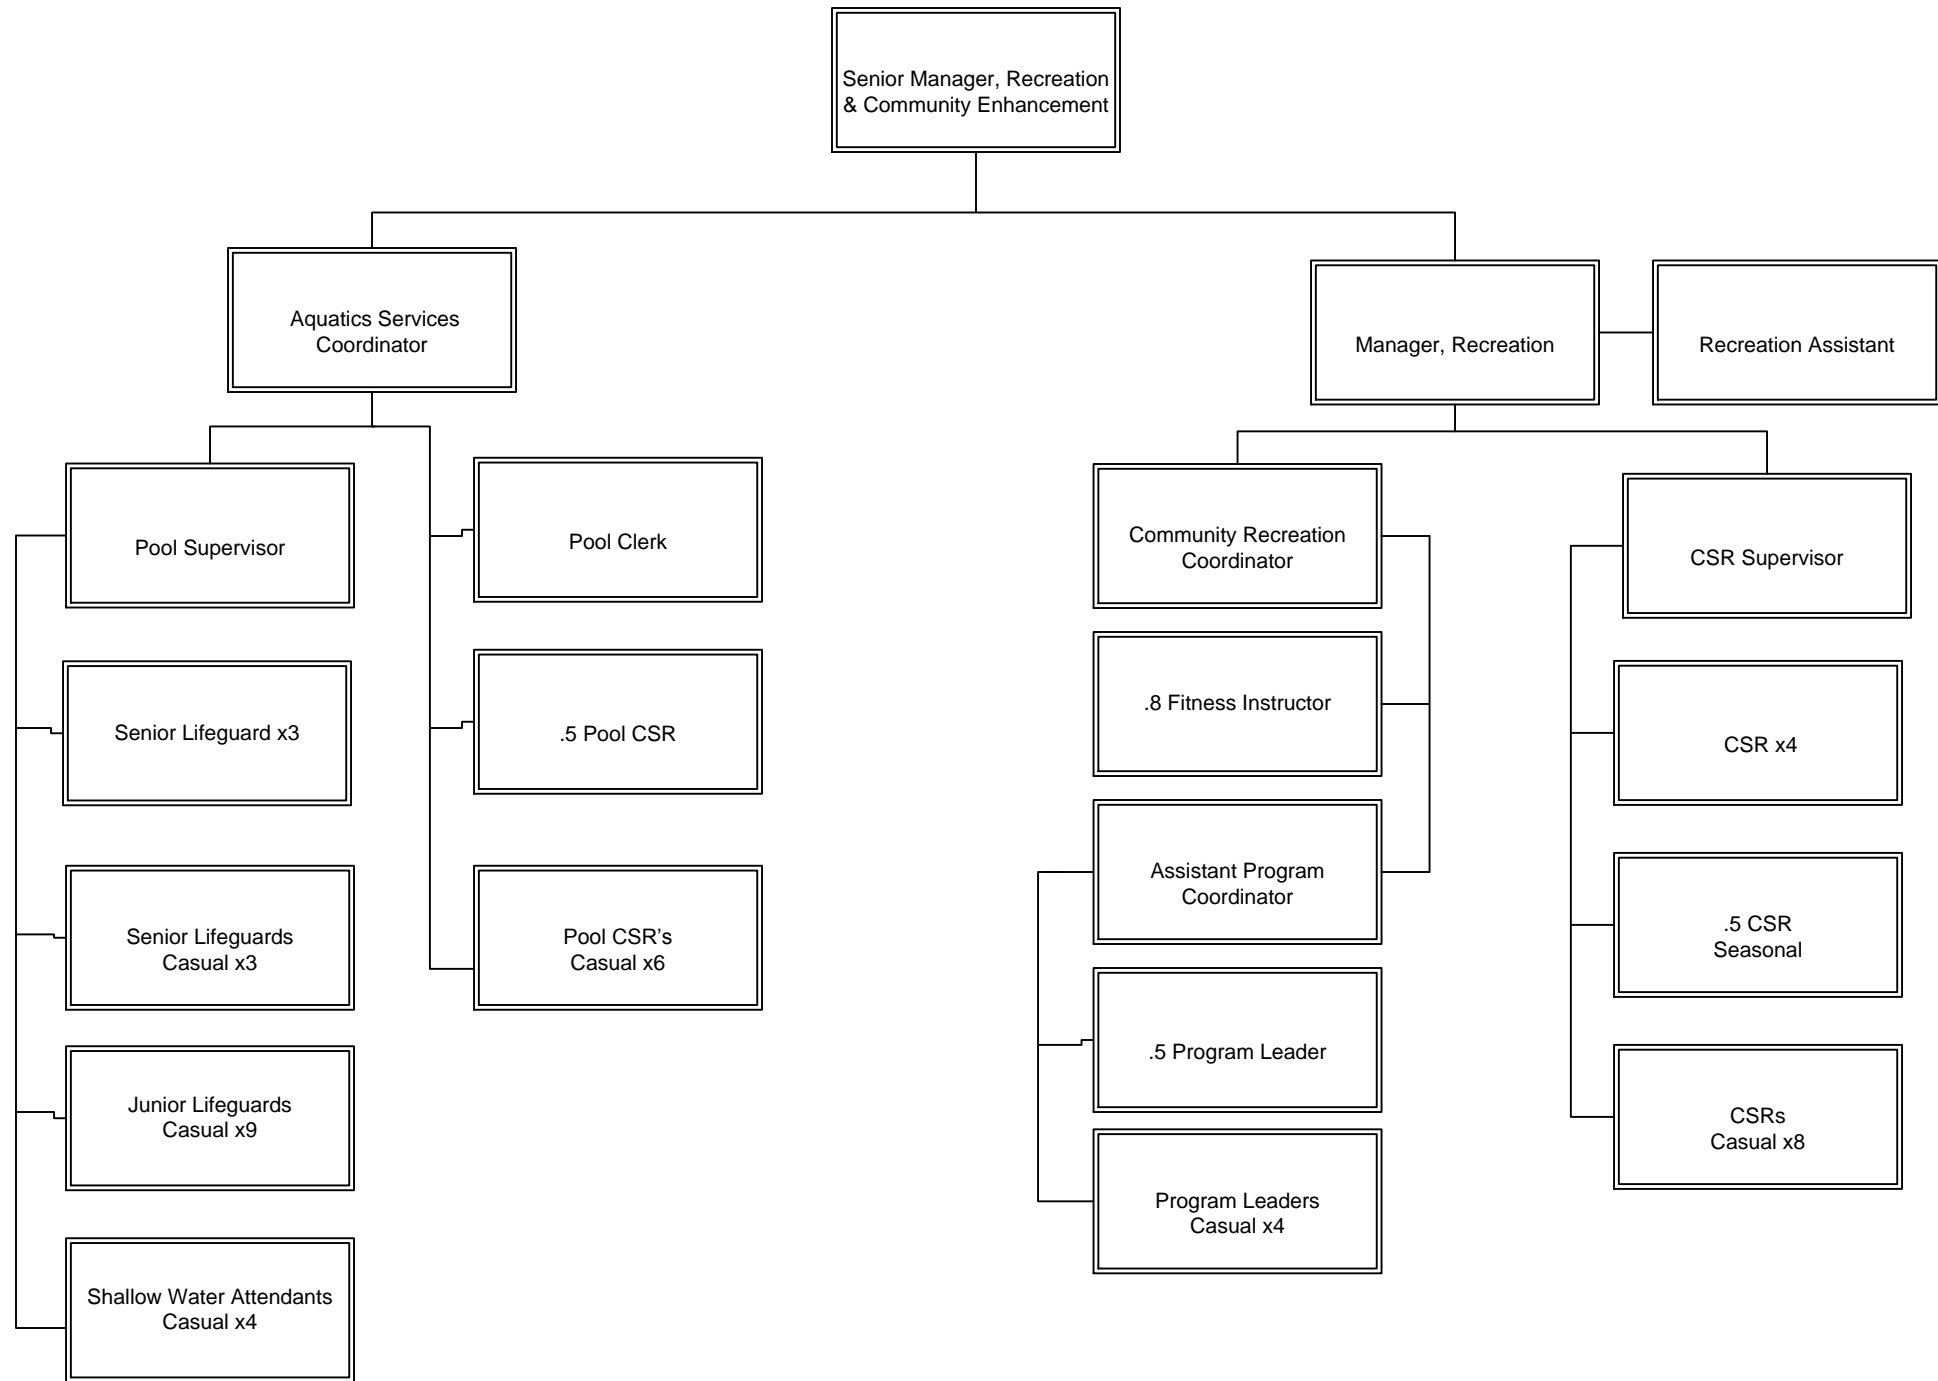 Senior Manager, Recreation
& Community Enhancement
Aquatics Services
Coordinator
Manager, Recreation
Recreation Assistant
Pool Supervisor
Pool Clerk
Community Recreation
Coordinator
CSR Supervisor
Senior Lifeguard x3
.5 Pool CSR
.8 Fitness Instructor
CSR x4
Senior Lifeguards
Casual x3
Pool CSR’s
Casual x6
Assistant Program
Coordinator
.5 CSR
Seasonal
Junior Lifeguards
Casual x9
.5 Program Leader
CSRs
Casual x8
Shallow Water Attendants
Casual x4
Program Leaders
Casual x4